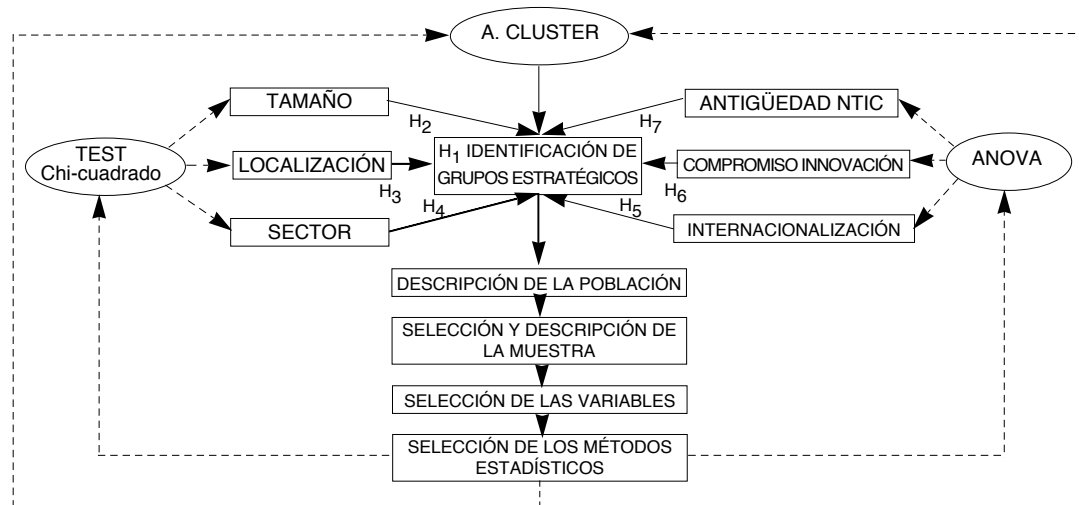 A. CLUSTER
TAMAÑO
ANTIGÜEDAD NTIC
H2
H7
TEST
Chi-cuadrado
LOCALIZACIÓN
H1 IDENTIFICACIÓN DE
GRUPOS ESTRATÉGICOS
COMPROMISO INNOVACIÓN
ANOVA
H3
H4
H5
H6
SECTOR
INTERNACIONALIZACIÓN
DESCRIPCIÓN DE LA POBLACIÓN
SELECCIÓN Y DESCRIPCIÓN DE
LA MUESTRA
SELECCIÓN DE LAS VARIABLES
SELECCIÓN DE LOS MÉTODOS
ESTADÍSTICOS